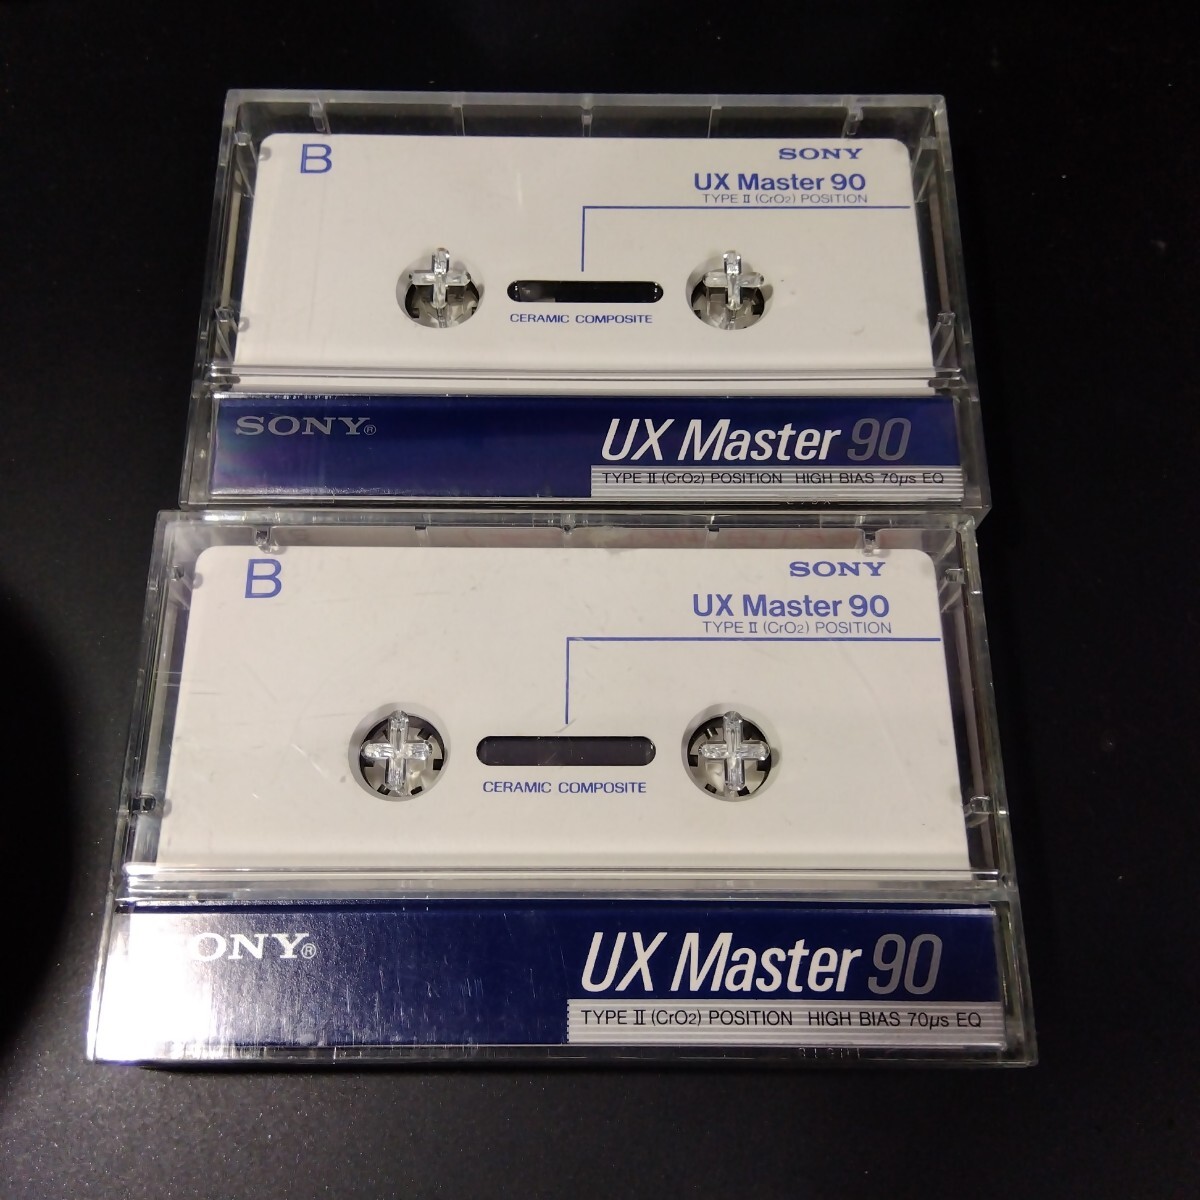 B
SONY
UX Master 90
TYPE II (CrO2) POSITION
CERAMIC COMPOSITE
SONY®
UX Master 90
TYPE II (CrO2) POSITION HIGH BIAS 70μs EQ
B
SONY
UX Master 90
TYPE II (CrO2) POSITION
CERAMIC COMPOSITE
SONY®
UX Master 90
TYPE II (CrO2) POSITION HIGH BIAS 70μs EQ